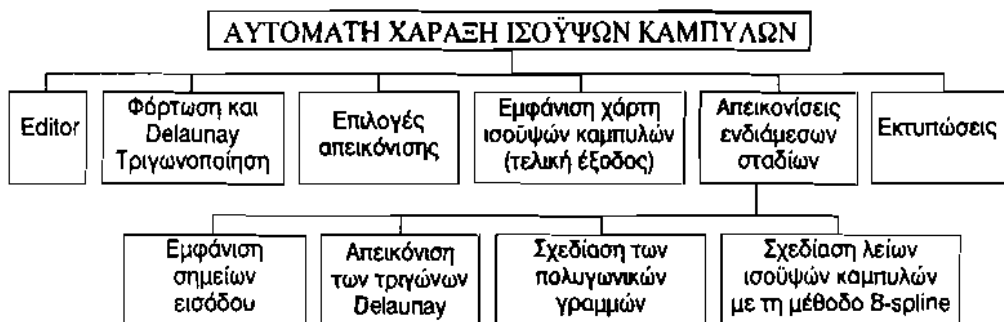 ΑΥΤΟΜΑΤΗ ΧΑΡΑΞΗ ΙΣΟΫΨΩΝ ΚΑΜΠΥΛΩΝ
Editor
Φόρτωση και
Delaunay
Τριγωνοποίηση
Επιλογές
απεικόνισης
Εμφάνιση χάρτη
ισοϋψών καμπυλών
(τελική έξοδος)
Απεικονίσεις
ενδιάμεσων
σταδίων
Εκτυπώσεις
Εμφάνιση
σημείων
εισόδου
Απεικόνιση
των τριγώνων
Delaunay
Σχεδίαση των
πολυγωνικών
γραμμών
Σχεδίαση λείων
ισοϋψών καμπυλών
με τη μέθοδο B-spline